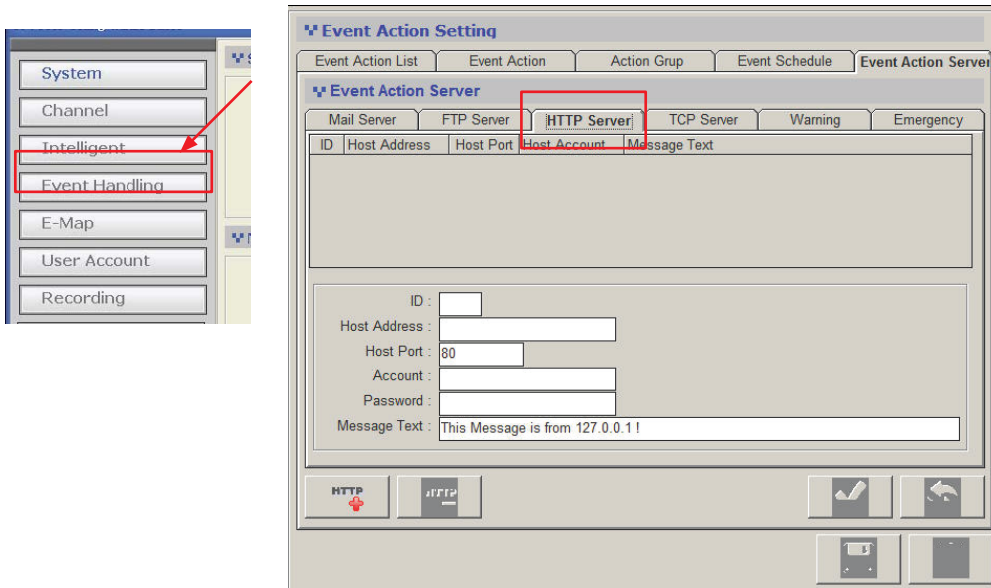 System
Channel
Intelligent
Event Handling
E-Map
User Account
Recording
Event Action Setting
Event Action List Event Action Action Grup Event Schedule Event Action Server
Event Action Server
Mail Server FTP Server HTTP Server TCP Server Warning Emergency
ID Host Address Host Port Host Account Message Text
ID :
Host Address :
Host Port : 80
Account :
Password :
Message Text : This Message is from 127.0.0.1 !
HTTP HTTP